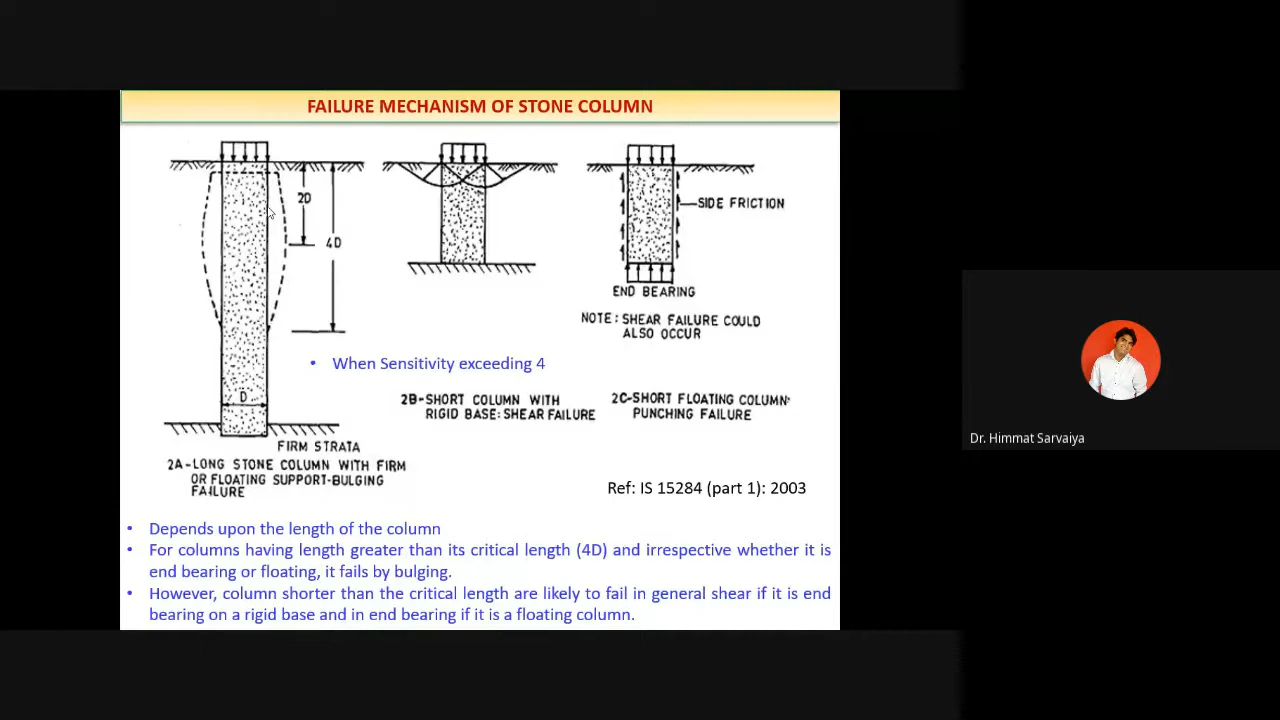 FAILURE MECHANISM OF STONE COLUMN
2D
4D
SIDE FRICTION
END BEARING
NOTE: SHEAR FAILURE COULD
ALSO OCCUR
• When Sensitivity exceeding 4
D
2B-SHORT COLUMN WITH
RIGID BASE: SHEAR FAILURE
2C-SHORT FLOATING COLUMN
PUNCHING FAILURE
FIRM STRATA
2A-LONG STONE COLUMN WITH FIRM
OR FLOATING SUPPORT-BULGING
FAILURE
Ref: IS 15284 (part 1): 2003
• Depends upon the length of the column
• For columns having length greater than its critical length (4D) and irrespective whether it is
end bearing or floating, it fails by bulging.
• However, column shorter than the critical length are likely to fail in general shear if it is end
bearing on a rigid base and in end bearing if it is a floating column.
Dr. Himmat Sarvaiya